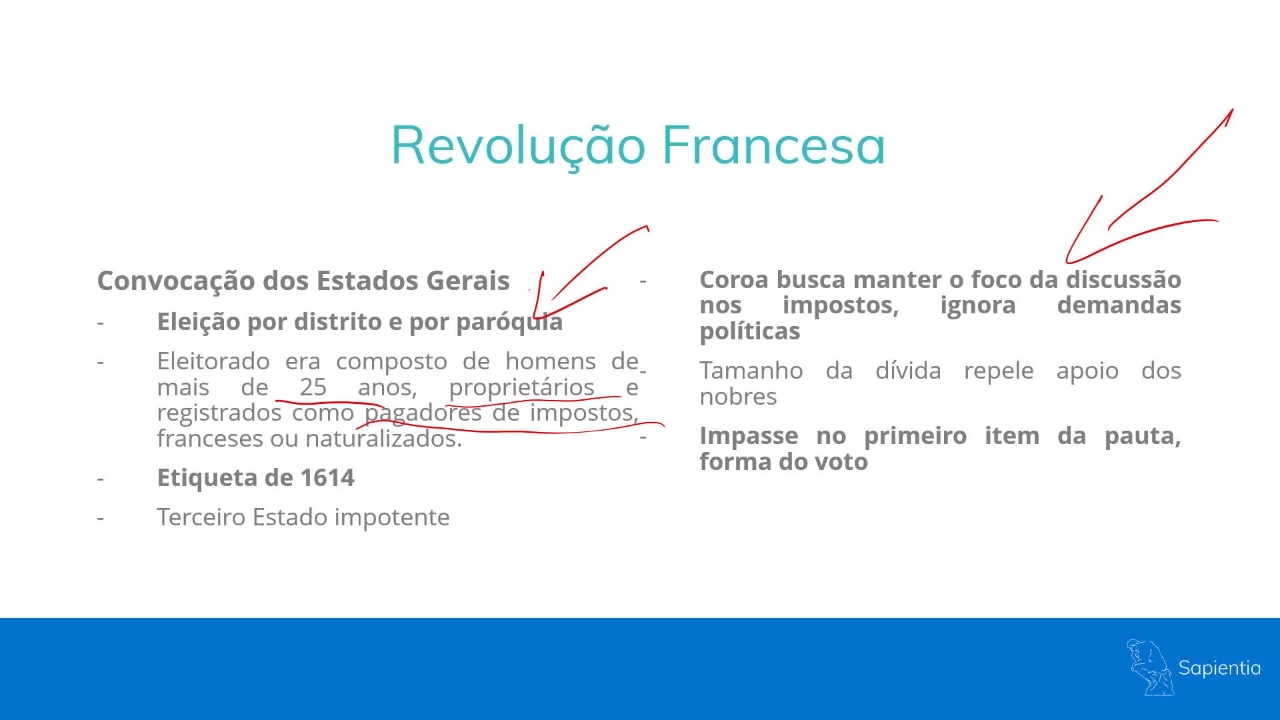 Revolução Francesa
Convocação dos Estados Gerais
- Eleição por distrito e por paróquia
- Eleitorado era composto de homens de
mais de 25 anos, proprietários e
registrados como pagadores de impostos,
franceses ou naturalizados.
- Etiqueta de 1614
- Terceiro Estado impotente
- Coroa busca manter o foco da discussão
nos impostos, ignora demandas
políticas
- Tamanho da dívida repele apoio dos
nobres
- Impasse no primeiro item da pauta,
forma do voto
Sapientia